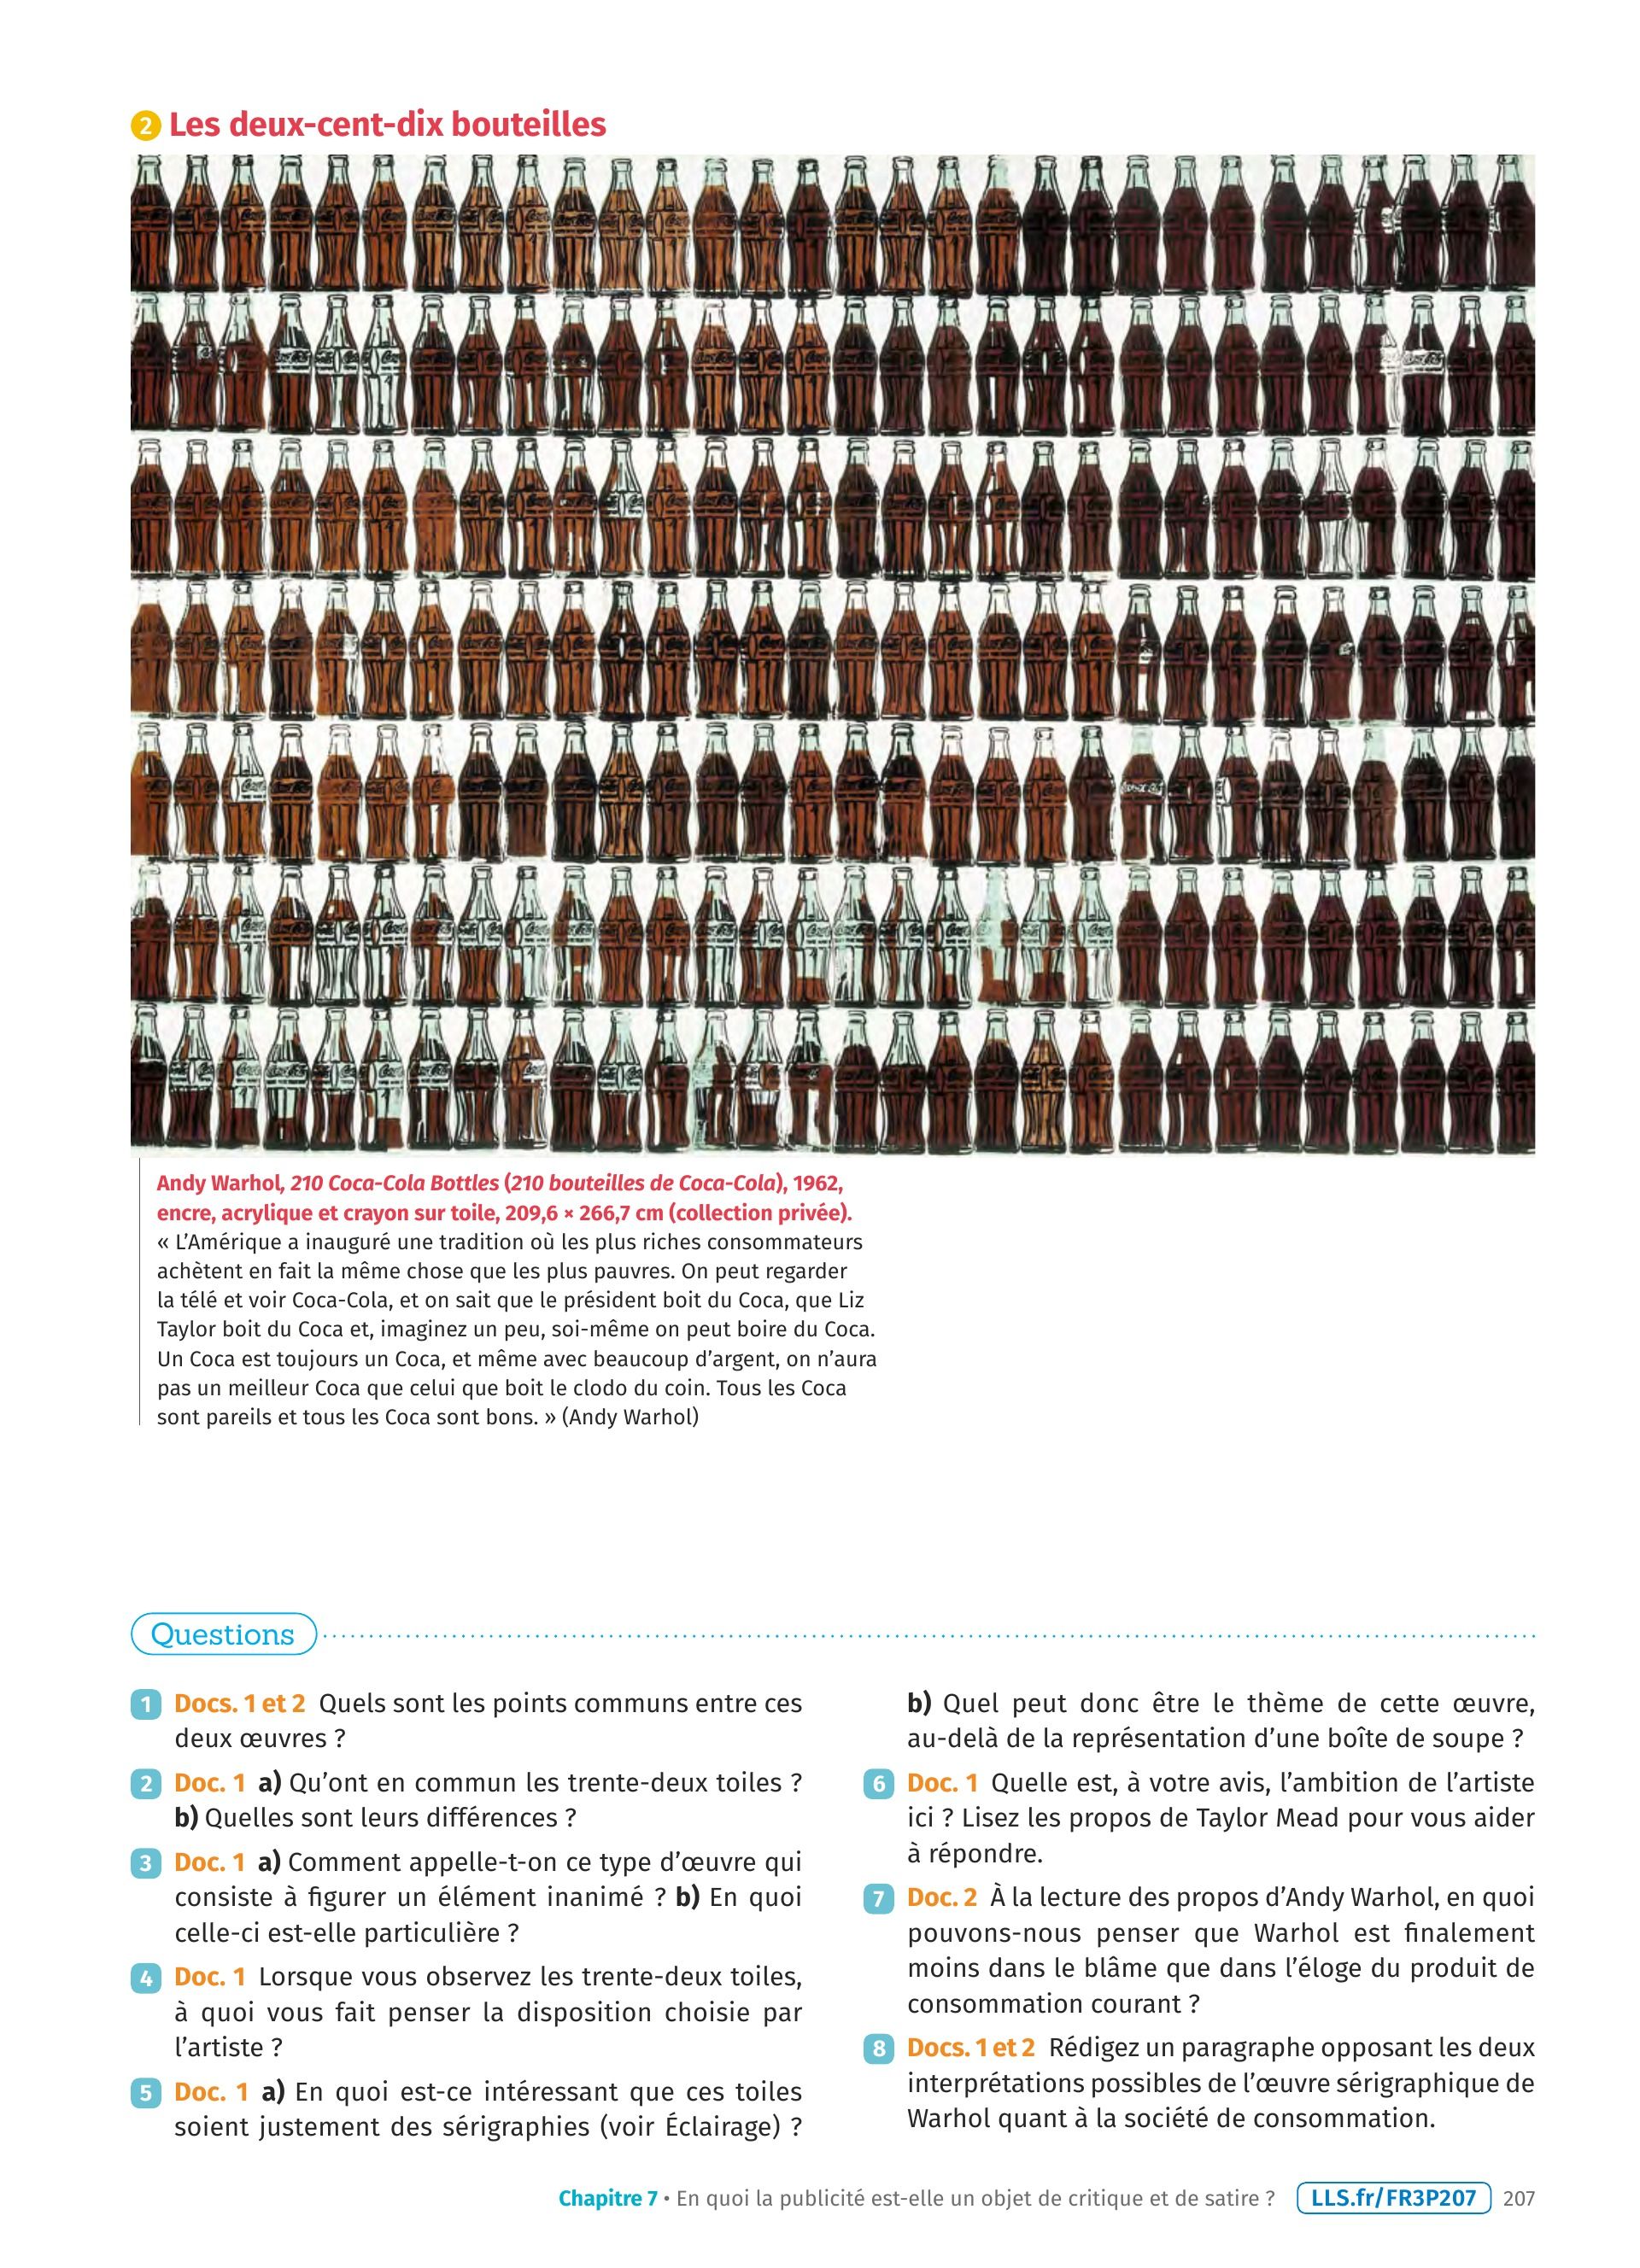 2 Les deux-cent-dix bouteilles
Andy Warhol, 210 Coca-Cola Bottles (210 bouteilles de Coca-Cola), 1962,
encre, acrylique et crayon sur toile, 209,6 × 266,7 cm (collection privée).
« L’Amérique a inauguré une tradition où les plus riches consommateurs
achètent en fait la même chose que les plus pauvres. On peut regarder
la télé et voir Coca-Cola, et on sait que le président boit du Coca, que Liz
Taylor boit du Coca et, imaginez un peu, soi-même on peut boire du Coca.
Un Coca est toujours un Coca, et même avec beaucoup d’argent, on n’aura
pas un meilleur Coca que celui que boit le clodo du coin. Tous les Coca
sont pareils et tous les Coca sont bons. » (Andy Warhol)
Questions
1 Docs. 1 et 2 Quels sont les points communs entre ces
deux œuvres ?
2 Doc. 1 a) Qu’ont en commun les trente-deux toiles ?
b) Quelles sont leurs différences ?
3 Doc. 1 a) Comment appelle-t-on ce type d’œuvre qui
consiste à figurer un élément inanimé ? b) En quoi
celle-ci est-elle particulière ?
4 Doc. 1 Lorsque vous observez les trente-deux toiles,
à quoi vous fait penser la disposition choisie par
l’artiste ?
5 Doc. 1 a) En quoi est-ce intéressant que ces toiles
soient justement des sérigraphies (voir Éclairage) ?
b) Quel peut donc être le thème de cette œuvre,
au-delà de la représentation d’une boîte de soupe ?
6 Doc. 1 Quelle est, à votre avis, l’ambition de l’artiste
ici ? Lisez les propos de Taylor Mead pour vous aider
à répondre.
7 Doc. 2 À la lecture des propos d’Andy Warhol, en quoi
pouvons-nous penser que Warhol est finalement
moins dans le blâme que dans l’éloge du produit de
consommation courant ?
8 Docs. 1 et 2 Rédigez un paragraphe opposant les deux
interprétations possibles de l’œuvre sérigraphique de
Warhol quant à la société de consommation.
Chapitre 7 • En quoi la publicité est-elle un objet de critique et de satire ? LLS.fr/FR3P207 207